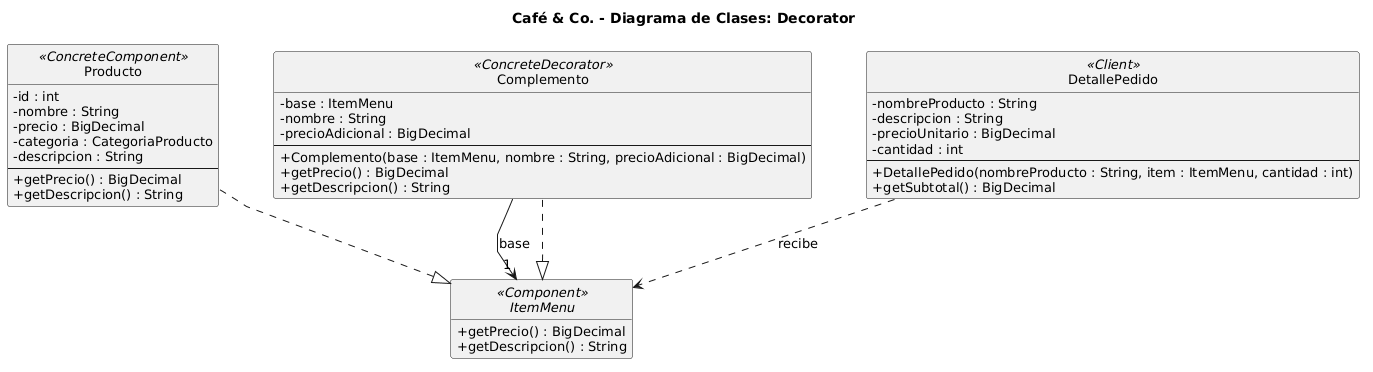 Café & Co. - Diagrama de Clases: Decorator
«ConcreteComponent»
Producto
-id : int
-nombre : String
-precio : BigDecimal
-categoria : CategoriaProducto
-descripcion : String
+getPrecio() : BigDecimal
+getDescripcion() : String
«ConcreteDecorator»
Complemento
-base : ItemMenu
-nombre : String
-precioAdicional : BigDecimal
+Complemento(base : ItemMenu, nombre : String, precioAdicional : BigDecimal)
+getPrecio() : BigDecimal
+getDescripcion() : String
«Client»
DetallePedido
-nombreProducto : String
-descripcion : String
-precioUnitario : BigDecimal
-cantidad : int
+DetallePedido(nombreProducto : String, item : ItemMenu, cantidad : int)
+getSubtotal() : BigDecimal
base
1
recibe
«Component»
ItemMenu
+getPrecio() : BigDecimal
+getDescripcion() : String